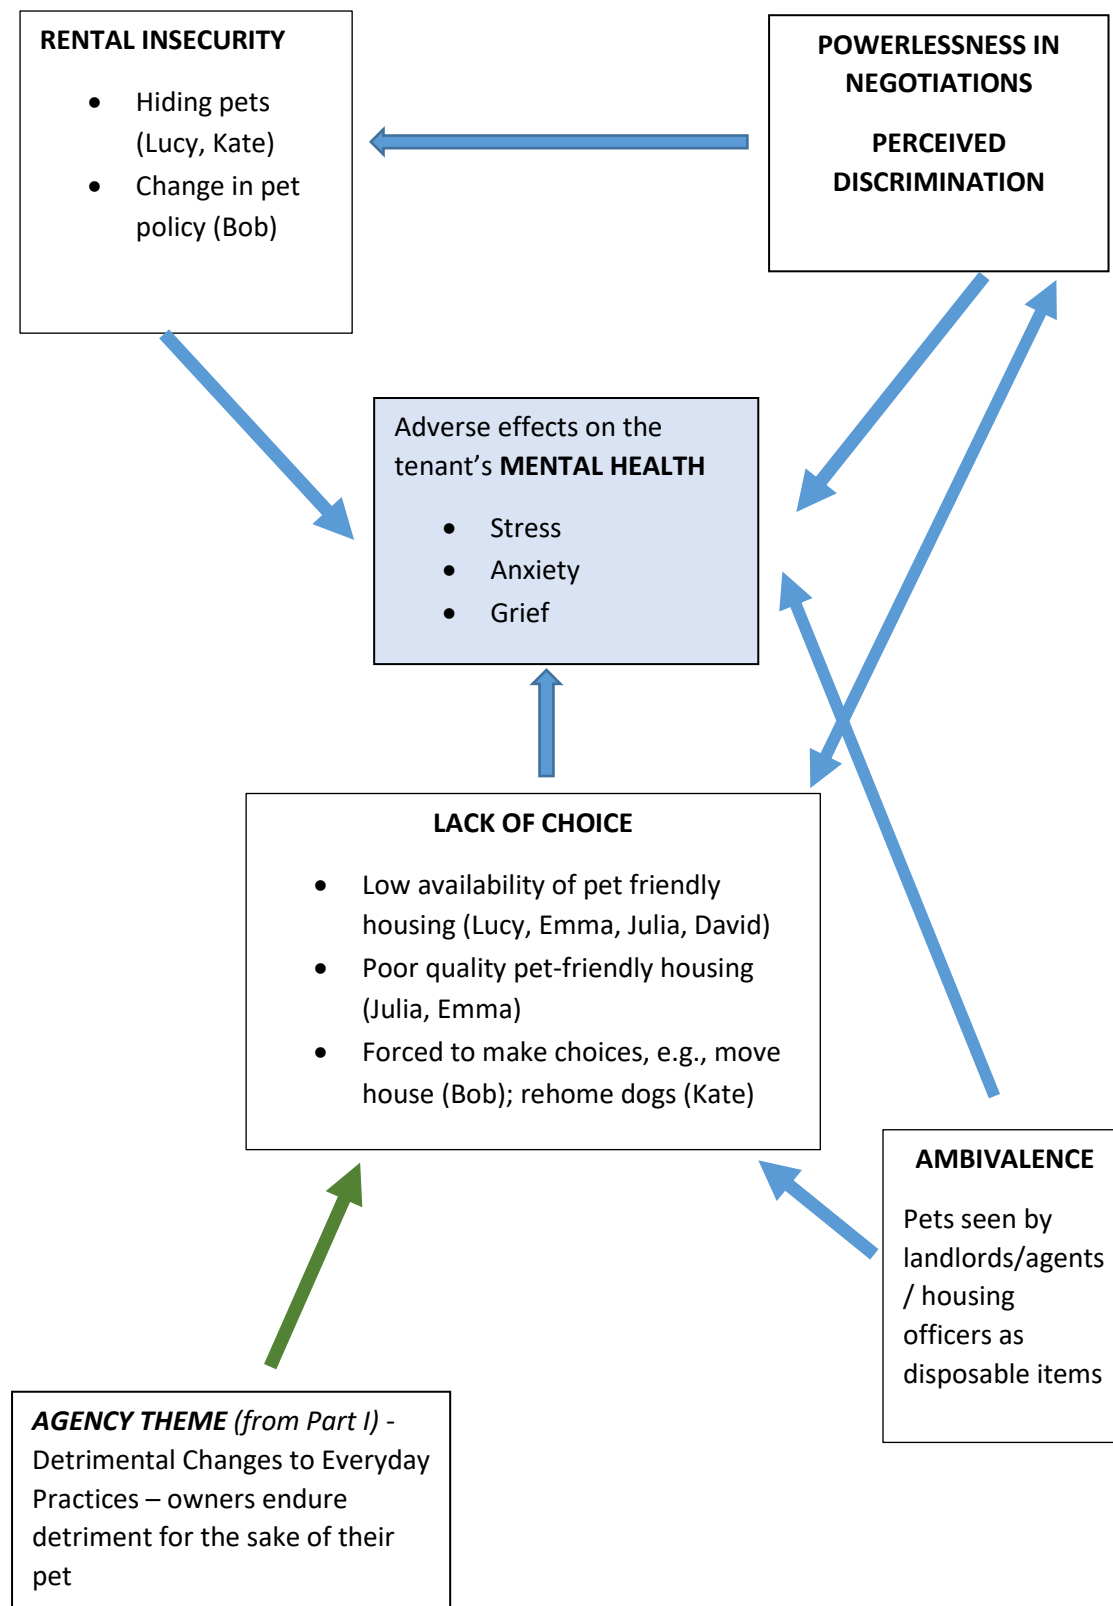 RENTAL INSECURITY
• Hiding pets
(Lucy, Kate)
• Change in pet
policy (Bob)
POWERLESSNESS IN
NEGOTIATIONS
PERCEIVED
DISCRIMINATION
Adverse effects on the
tenant’s MENTAL HEALTH
• Stress
• Anxiety
• Grief
LACK OF CHOICE
• Low availability of pet friendly
housing (Lucy, Emma, Julia, David)
• Poor quality pet-friendly housing
(Julia, Emma)
• Forced to make choices, e.g., move
house (Bob); rehome dogs (Kate)
AMBIVALENCE
Pets seen by
landlords/agents
/ housing
officers as
disposable items
AGENCY THEME (from Part I) -
Detrimental Changes to Everyday
Practices – owners endure
detriment for the sake of their
pet